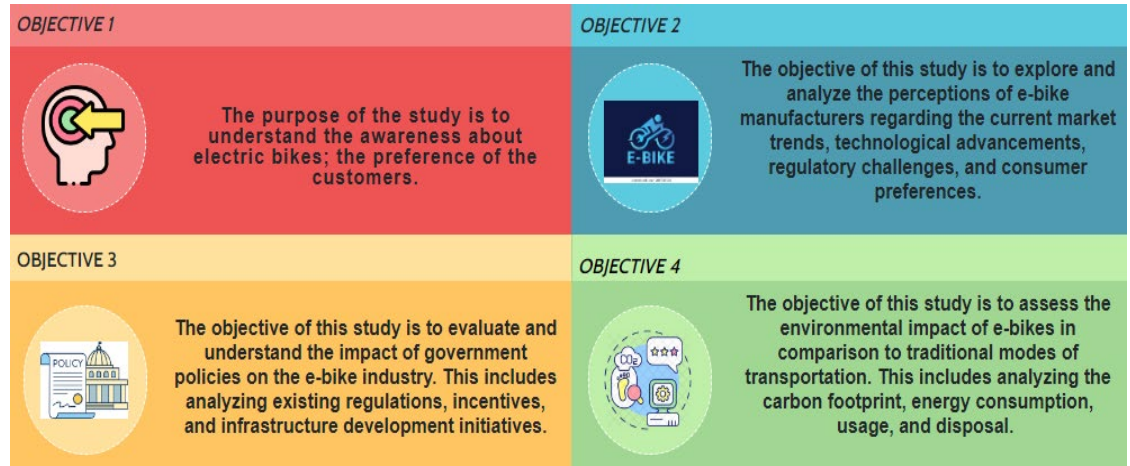 OBJECTIVE 1
The purpose of the study is to
understand the awareness about
electric bikes; the preference of the
customers.
OBJECTIVE 2
E-BIKE
The objective of this study is to explore and
analyze the perceptions of e-bike
manufacturers regarding the current market
trends, technological advancements,
regulatory challenges, and consumer
preferences.
OBJECTIVE 3
POLICY
The objective of this study is to evaluate and
understand the impact of government
policies on the e-bike industry. This includes
analyzing existing regulations, incentives,
and infrastructure development initiatives.
OBJECTIVE 4
CO₂
The objective of this study is to assess the
environmental impact of e-bikes in
comparison to traditional modes of
transportation. This includes analyzing the
carbon footprint, energy consumption,
usage, and disposal.